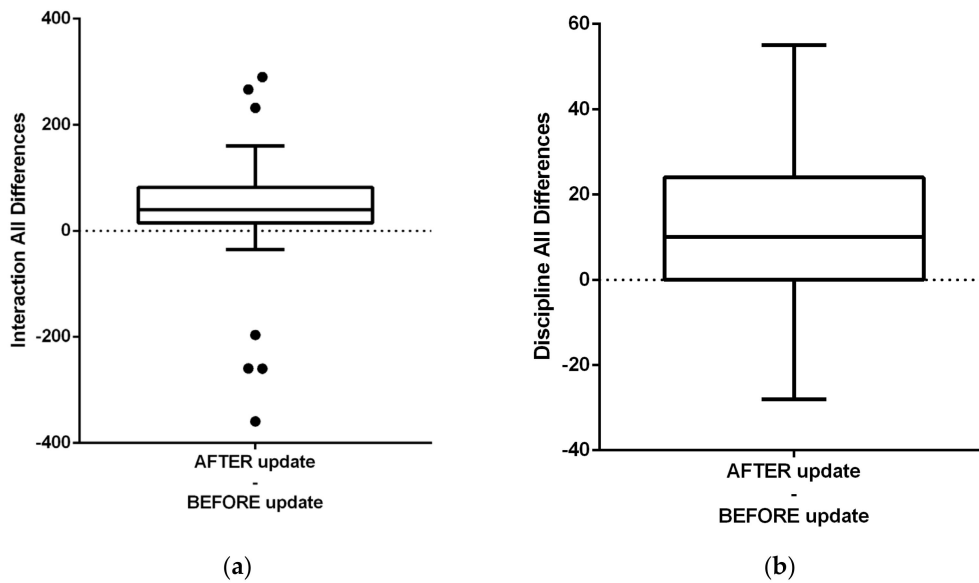 Interaction All Differences
400
200
0
-200
-400
AFTER update
-
BEFORE update
(a)
Discipline All Differences
60
40
20
0
-20
-40
AFTER update
-
BEFORE update
(b)